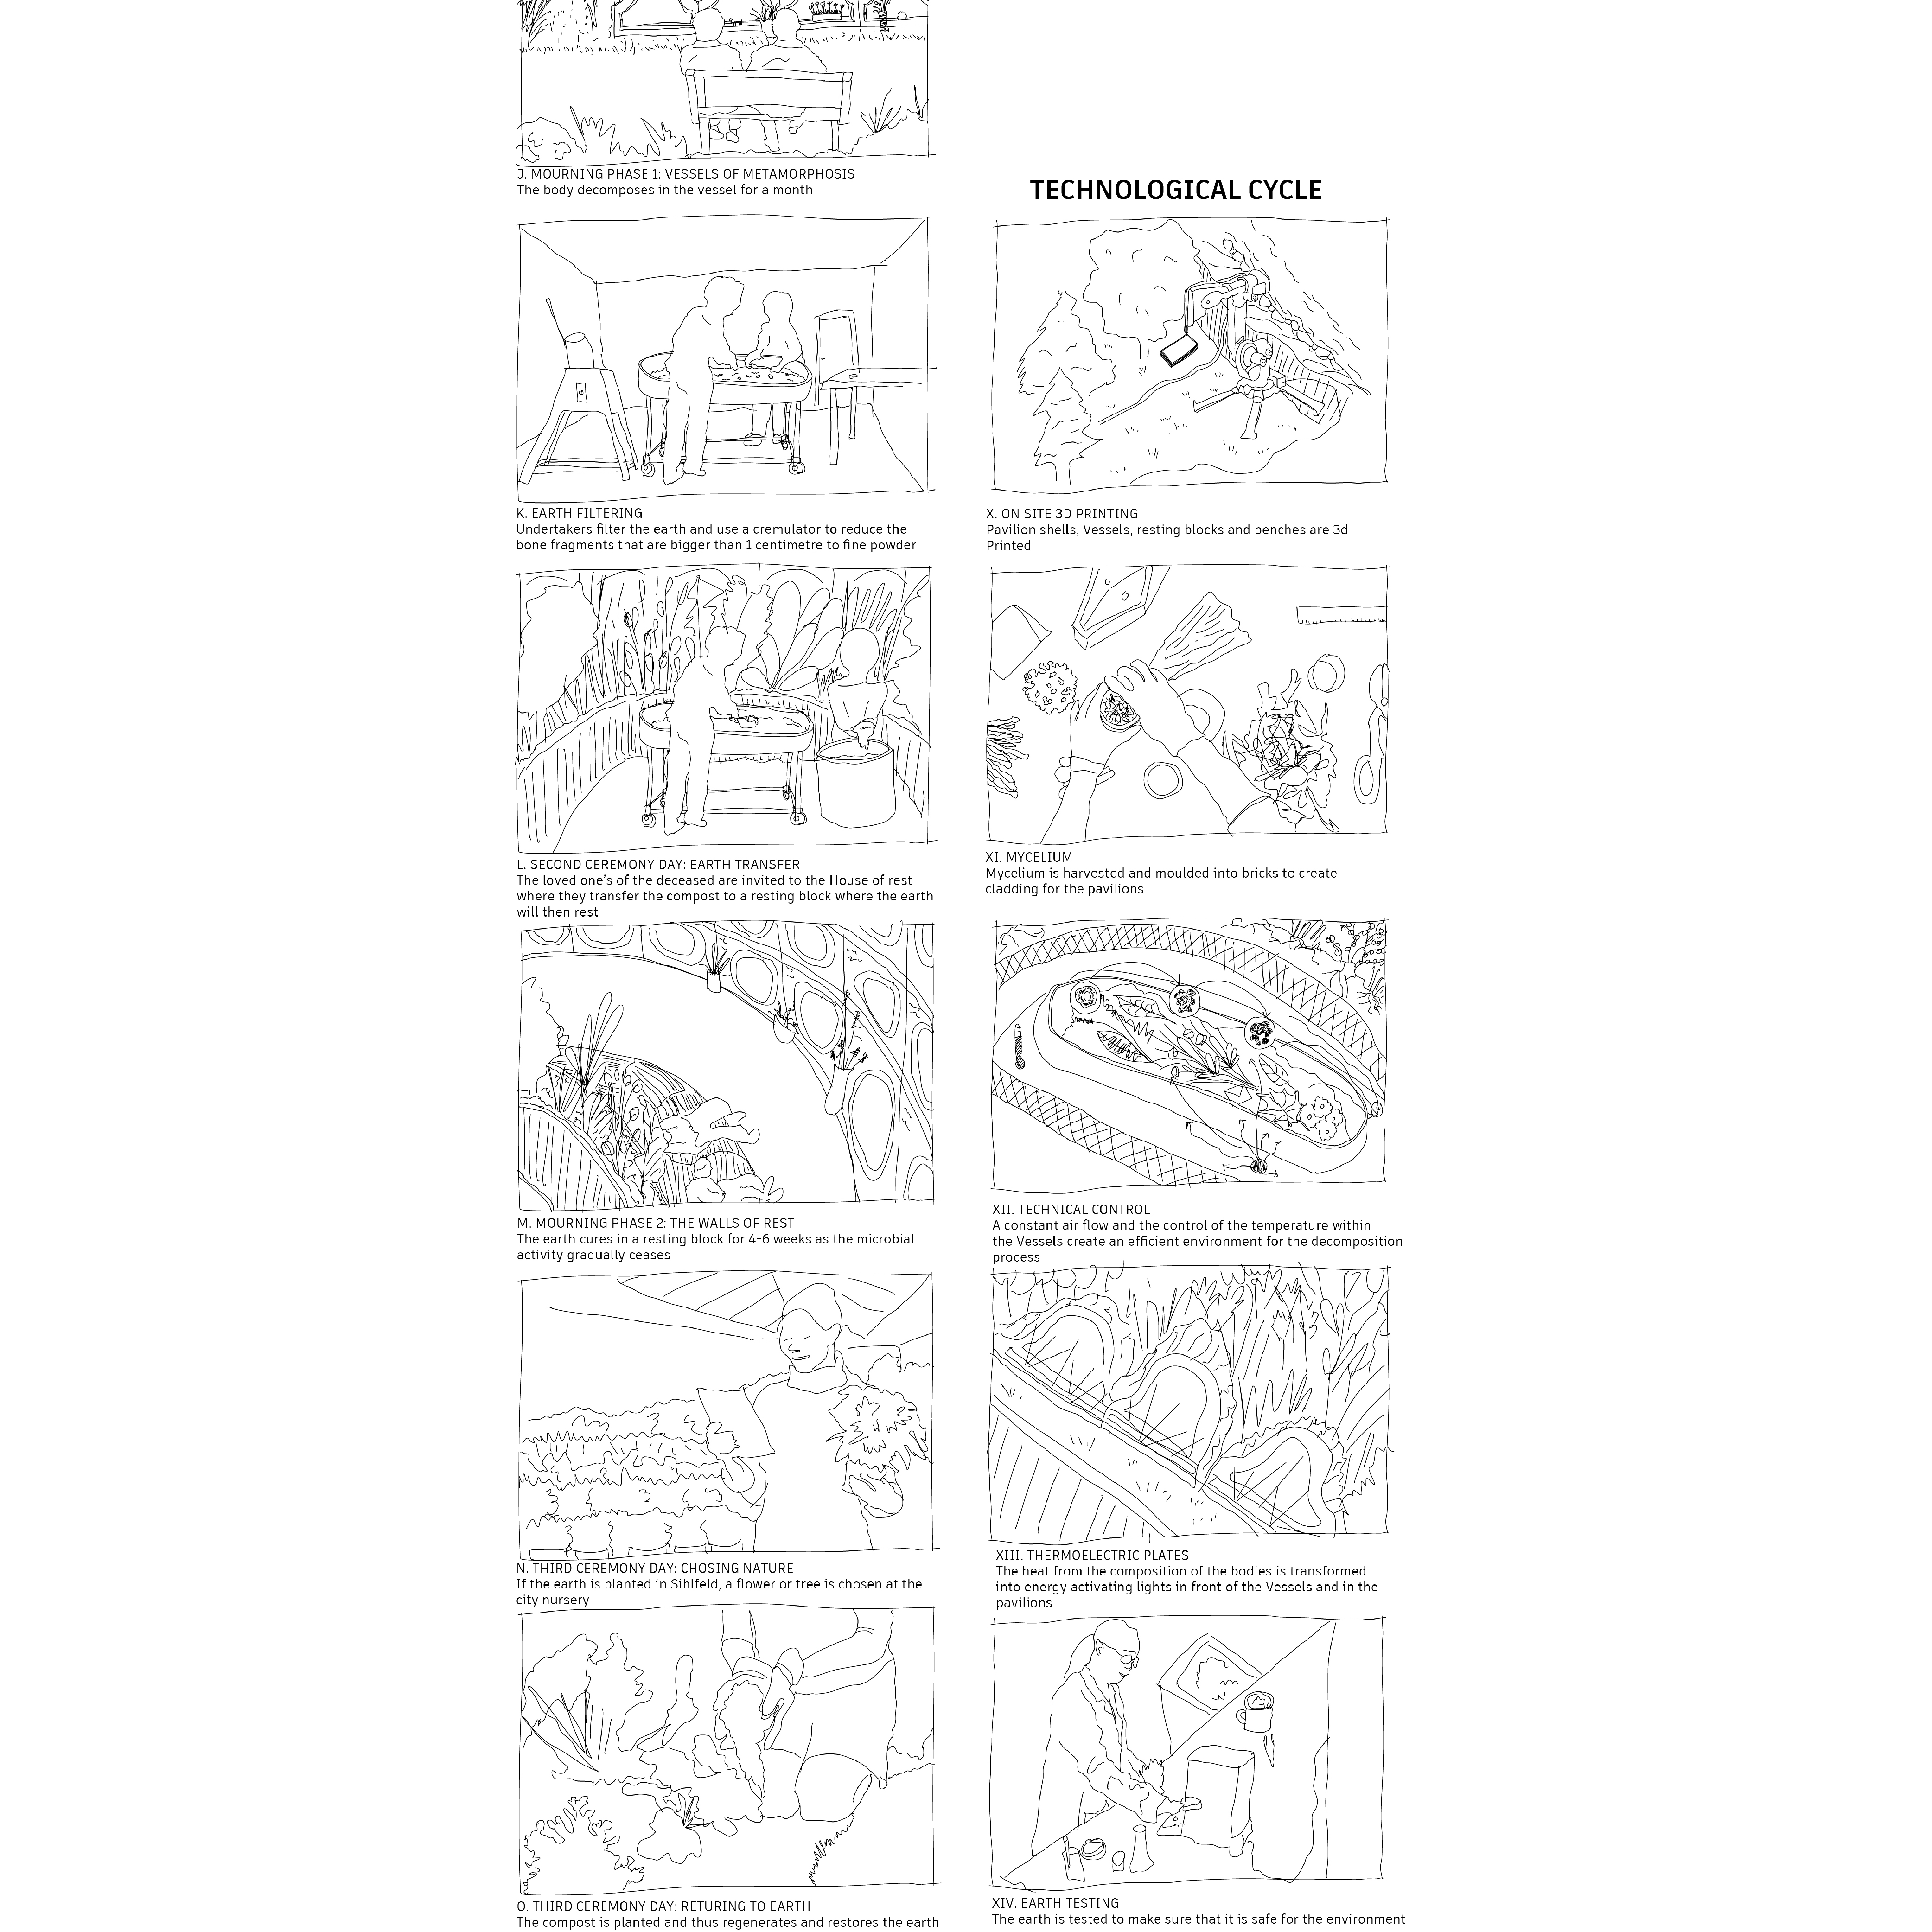 J. MOURNING PHASE 1: VESSELS OF METAMORPHOSIS
The body decomposes in the vessel for a month
K. EARTH FILTERING
Undertakers filter the earth and use a cremulator to reduce the
bone fragments that are bigger than 1 centimetre to fine powder
L. SECOND CEREMONY DAY: EARTH TRANSFER
The loved one's of the deceased are invited to the House of rest
where they transfer the compost to a resting block where the earth
will then rest
M. MOURNING PHASE 2: THE WALLS OF REST
The earth cures in a resting block for 4-6 weeks as the microbial
activity gradually ceases
N. THIRD CEREMONY DAY: CHOSING NATURE
If the earth is planted in Sihlfeld, a flower or tree is chosen at the
city nursery
O. THIRD CEREMONY DAY: RETURING TO EARTH
The compost is planted and thus regenerates and restores the earth
TECHNOLOGICAL CYCLE
X. ON SITE 3D PRINTING
Pavilion shells, Vessels, resting blocks and benches are 3d
Printed
XI. MYCELIUM
Mycelium is harvested and moulded into bricks to create
cladding for the pavilions
XII. TECHNICAL CONTROL
A constant air flow and the control of the temperature within
the Vessels create an efficient environment for the decomposition
process
XIII. THERMOELECTRIC PLATES
The heat from the composition of the bodies is transformed
into energy activating lights in front of the Vessels and in the
pavilions
XIV. EARTH TESTING
The earth is tested to make sure that it is safe for the environment